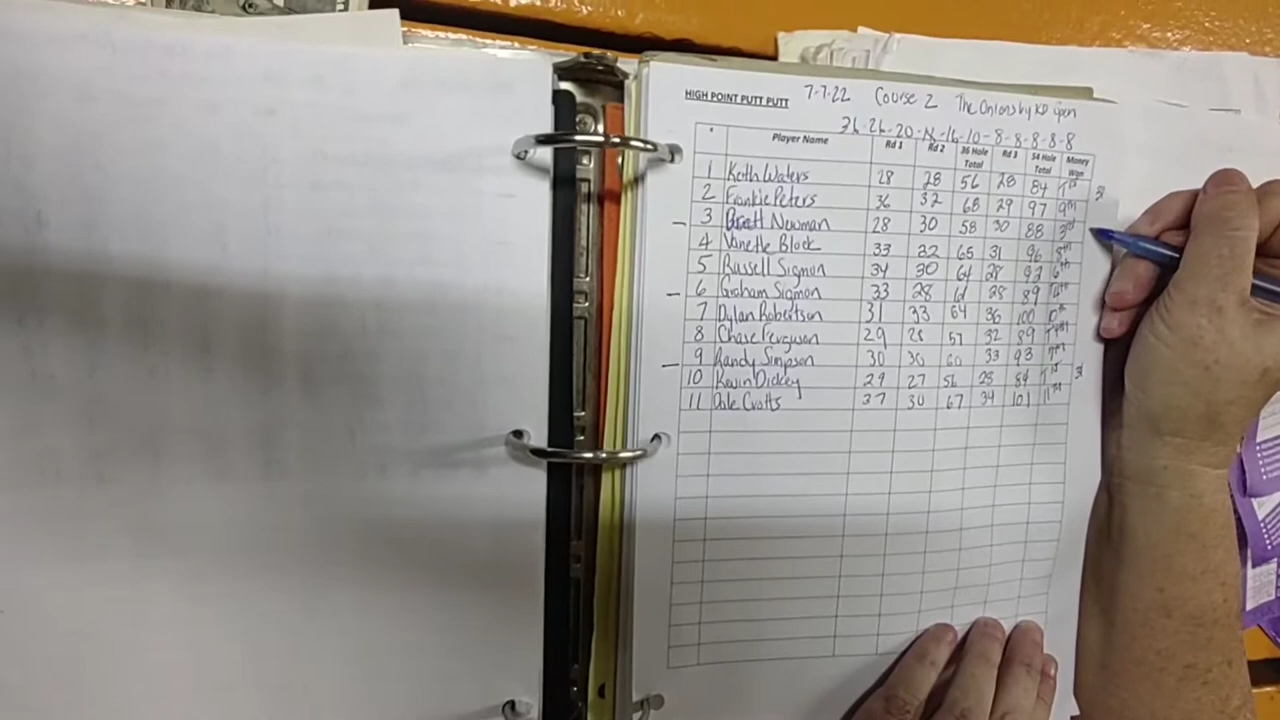 HIGH POINT PUTT PUTT 7-7-22 Course 2 The Onions by KD open
36-26-20-16-10-8-8-8-8-8
Player Name Rd 1 Rd 2 36 Hole Total Rd 3 54 Hole Total Money Won
1 Keith Waters 28 28 56 28 84 T1st 31
2 Frankie Peters 36 32 68 29 97 9th
3 Brett Newman 28 30 58 30 88 3rd
4 Vanette Block 33 32 65 31 96 8th
5 Russell Sigmon 34 30 64 28 92 6th
6 Graham Sigmon 33 28 61 28 89 T4th
7 Dylan Robertson 31 33 64 36 100 10th
8 Chase Ferguson 29 28 57 32 89 T4th
9 Randy Simpson 30 30 60 33 93 7th
10 Kevin Dickey 29 27 56 28 84 T1st 31
11 Dale Crotts 37 30 67 34 101 11th